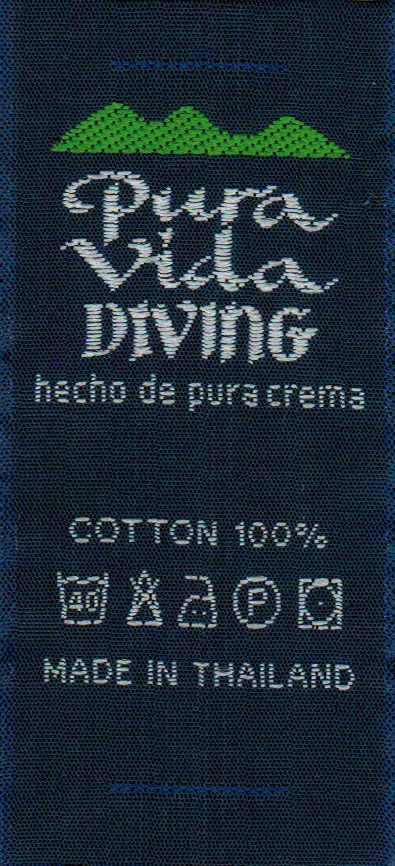 Pura
Vida
DIVING
hecho de pura crema
COTTON 100%
40 P
MADE IN THAILAND